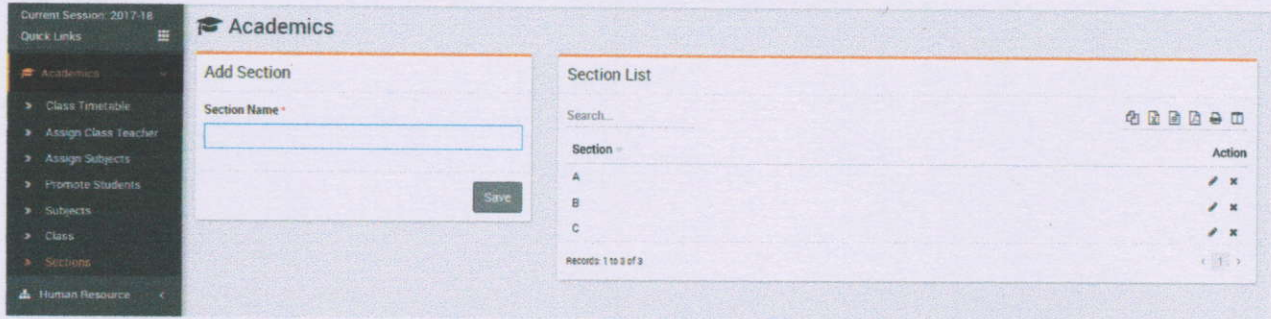 Current Session: 2017-18
Quick Links
Academics
Class Timetable
Assign Class Teacher
Assign Subjects
Promote Students
Subjects
Class
Sections
Human Resource
Academics
Add Section
Section Name *
Save
Section List
Search...
Section
Action
A
B
C
Records: 1 to 3 of 3
1